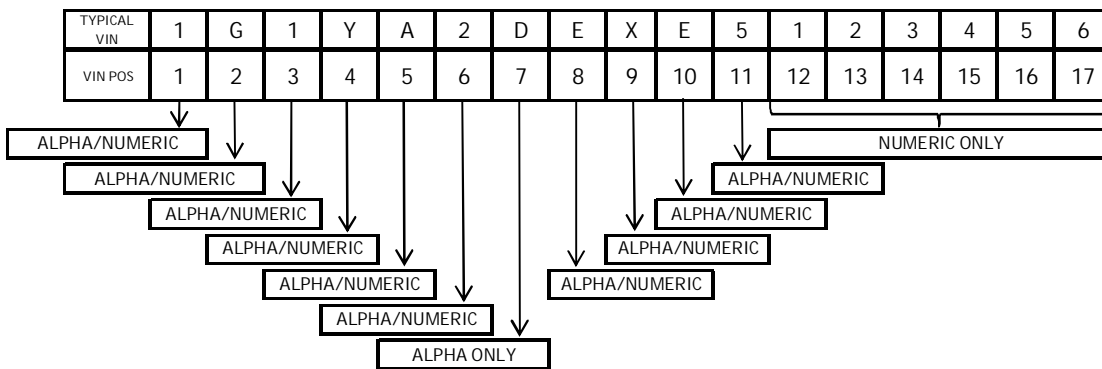 TYPICAL VIN 1 G 1 Y A 2 D E X E 5 1 2 3 4 5 6
VIN POS 1 2 3 4 5 6 7 8 9 10 11 12 13 14 15 16 17
ALPHA/NUMERIC NUMERIC ONLY
ALPHA/NUMERIC ALPHA/NUMERIC
ALPHA/NUMERIC ALPHA/NUMERIC
ALPHA/NUMERIC ALPHA/NUMERIC
ALPHA/NUMERIC ALPHA/NUMERIC
ALPHA/NUMERIC
ALPHA ONLY